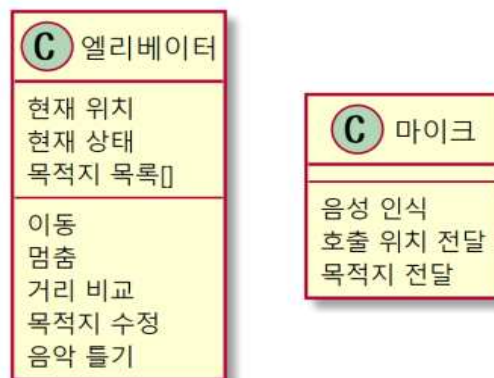 C 엘리베이터
현재 위치
현재 상태
목적지 목록[]
이동
멈춤
거리 비교
목적지 수정
음악 틀기
C 마이크
음성 인식
호출 위치 전달
목적지 전달